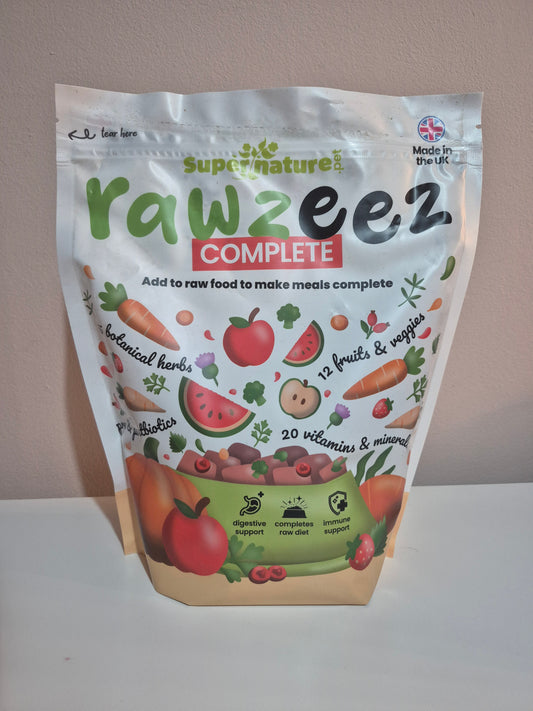 tear here
Made in
the UK
Supernature.pet
rawzeez
COMPLETE
Add to raw food to make meals complete
botanical herbs
12 fruits & veggies
20 vitamins & mineral
digestive
support
completes
raw diet
immune
support